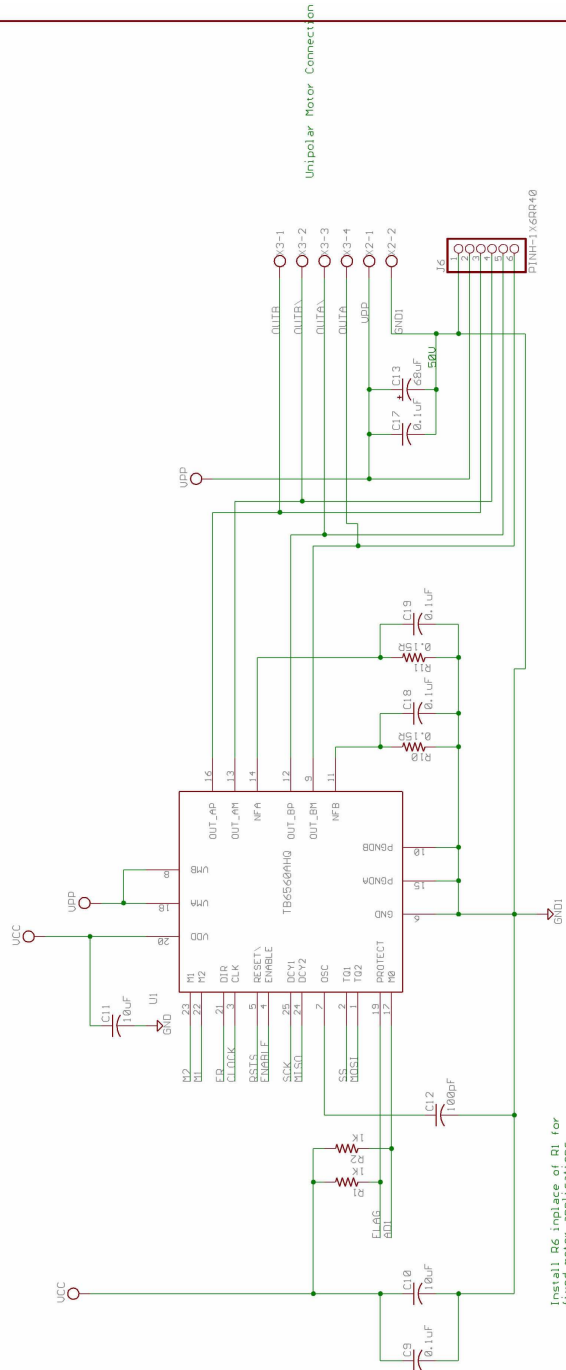 Unipolar Motor Connection
X3-1
X3-2
X3-3
X3-4
X2-1
X2-2
OUTA
OUTB\
OUTA\
OUTA
VPP
GND1
J6
1
2
3
4
5
6
PINH-1X6RR40
50V
C13
68uF
+
C17
0.1uF
VPP
C19
0.1uF
0.15R
R11
C18
0.1uF
0.15R
R10
16
13
14
12
9
11
OUT_AP
OUT_AM
NFA
OUT_BP
OUT_BM
NFB
TB6560AHQ
VMB
VMA
VDD
8
18
20
PGNDB
PGNDA
GND
10
15
6
VPP
VCC
M1
M2
DIR
CLK
RESET\
ENABLE
DCY1
DCY2
OSC
TQ1
TQ2
PROTECT
M0
23
22
21
3
5
4
25
24
7
2
1
19
17
U1
C11
10uF
GND
M2
M1
ER
CLOCK
ENABLE
SCK
MISO
SS
MOSI
C12
100pF
GND1
1K
R2
1K
R1
AD1
VCC
C10
10uF
C9
0.1uF
Install R6 inplace of R1 for